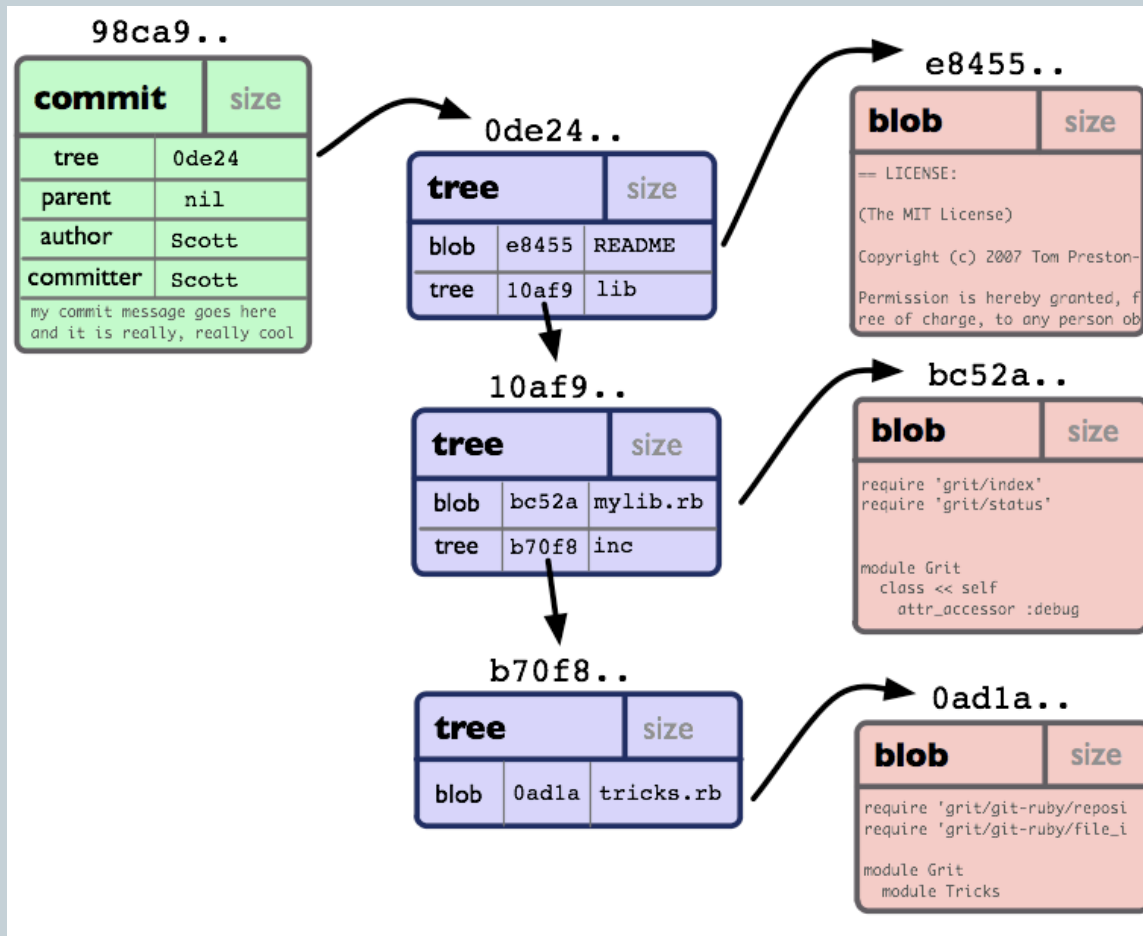 98ca9..
commit size
tree 0de24
parent nil
author Scott
committer Scott
my commit message goes here
and it is really, really cool
0de24..
tree size
blob e8455 README
tree 10af9 lib
10af9..
tree size
blob bc52a mylib.rb
tree b70f8 inc
b70f8..
tree size
blob 0ad1a tricks.rb
e8455..
blob size
== LICENSE:
(The MIT License)
Copyright (c) 2007 Tom Preston-
Permission is hereby granted, f
ree of charge, to any person ob
bc52a..
blob size
require 'grit/index'
require 'grit/status'
module Grit
class << self
attr_accessor :debug
0ad1a..
blob size
require 'grit/git-ruby/reposi
require 'grit/git-ruby/file_i
module Grit
module Tricks